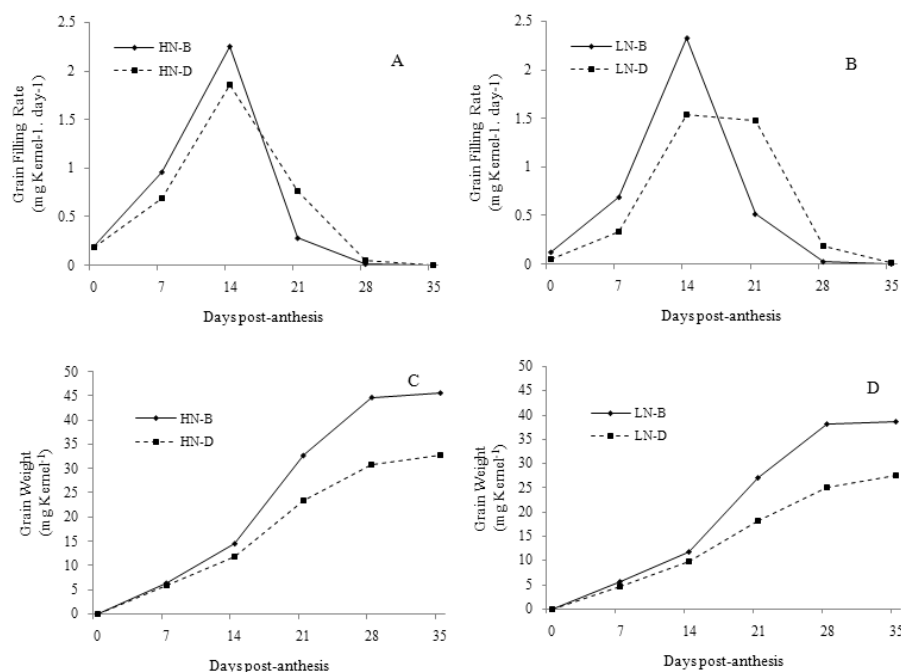 2.5
2
1.5
1
0.5
0
HN-B
HN-D
A
Grain Filling Rate
(mg Kernel-1. day-1)
0 7 14 21 28 35
Days post-anthesis
2.5
2
1.5
1
0.5
0
LN-B
LN-D
B
Grain Filling Rate
(mg Kernel-1. day-1)
0 7 14 21 28 35
Days post-anthesis
50
45
40
35
30
25
20
15
10
5
0
HN-B
HN-D
C
Grain Weight
(mg Kernel-1)
0 7 14 21 28 35
Days post-anthesis
50
45
40
35
30
25
20
15
10
5
0
LN-B
LN-D
D
Grain Weight
(mg Kernel-1)
0 7 14 21 28 35
Days post-anthesis